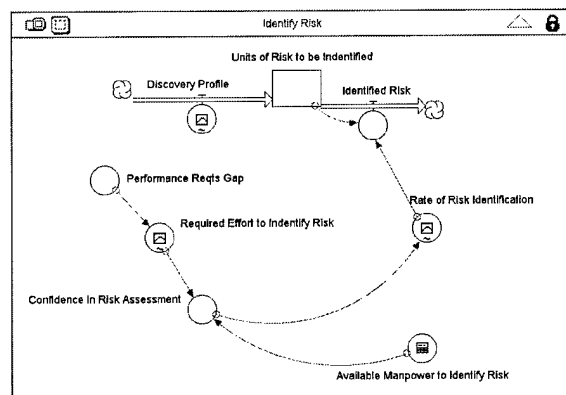 Identify Risk
Units of Risk to be Indentified
Discovery Profile
Identified Risk
Performance Reqts Gap
Rate of Risk Identification
Required Effort to Indentify Risk
Confidence in Risk Assessment
Available Manpower to Identify Risk